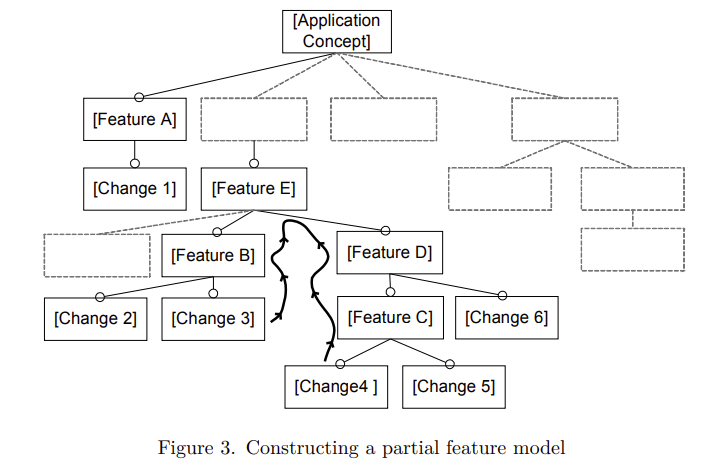 [Application
Concept]
[Feature A]
[Change 1]
[Feature E]
[Feature B]
[Feature D]
[Change 2]
[Change 3]
[Feature C]
[Change 6]
[Change4 ]
[Change 5]
Figure 3. Constructing a partial feature model